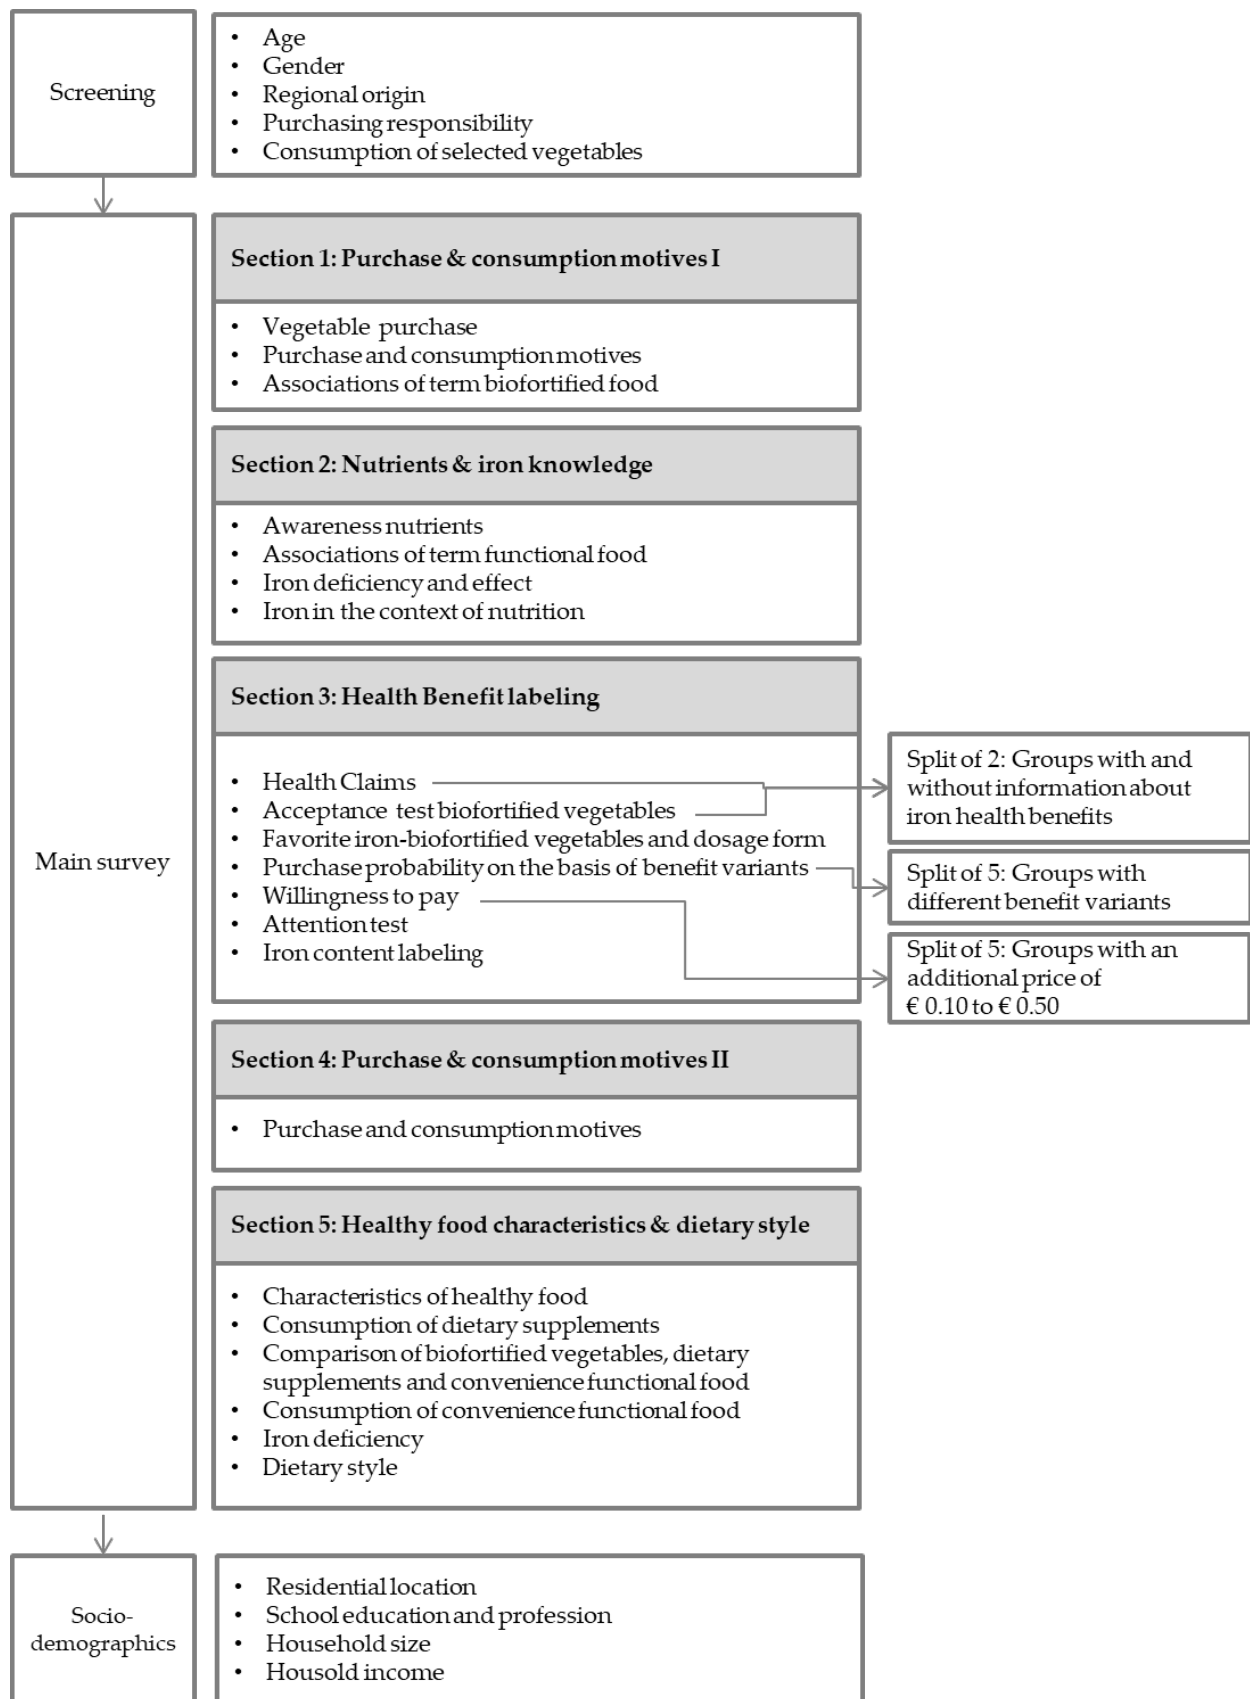 Screening
• Age
• Gender
• Regional origin
• Purchasing responsibility
• Consumption of selected vegetables
Main survey
Section 1: Purchase & consumption motives I
• Vegetable purchase
• Purchase and consumption motives
• Associations of term biofortified food
Section 2: Nutrients & iron knowledge
• Awareness nutrients
• Associations of term functional food
• Iron deficiency and effect
• Iron in the context of nutrition
Section 3: Health Benefit labeling
• Health Claims
• Acceptance test biofortified vegetables
• Favorite iron-biofortified vegetables and dosage form
• Purchase probability on the basis of benefit variants
• Willingness to pay
• Attention test
• Iron content labeling
Split of 2: Groups with and
without information about
iron health benefits
Split of 5: Groups with
different benefit variants
Split of 5: Groups with an
additional price of
€ 0.10 to € 0.50
Section 4: Purchase & consumption motives II
• Purchase and consumption motives
Section 5: Healthy food characteristics & dietary style
• Characteristics of healthy food
• Consumption of dietary supplements
• Comparison of biofortified vegetables, dietary
supplements and convenience functional food
• Consumption of convenience functional food
• Iron deficiency
• Dietary style
Socio-
demographics
• Residential location
• School education and profession
• Household size
• Housold income